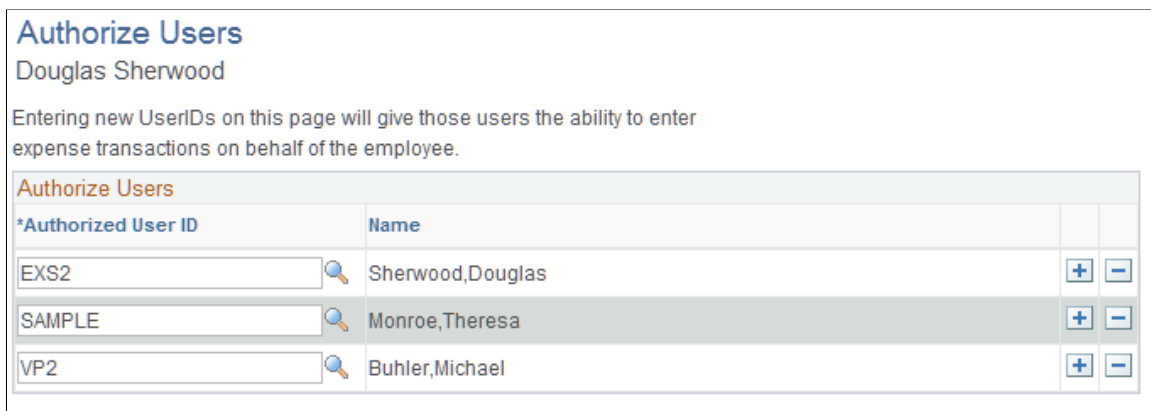 Authorize Users
Douglas Sherwood
Entering new UserIDs on this page will give those users the ability to enter
expense transactions on behalf of the employee.
Authorize Users
*Authorized User ID Name
EXS2 Sherwood,Douglas + -
SAMPLE Monroe,Theresa + -
VP2 Buhler,Michael + -